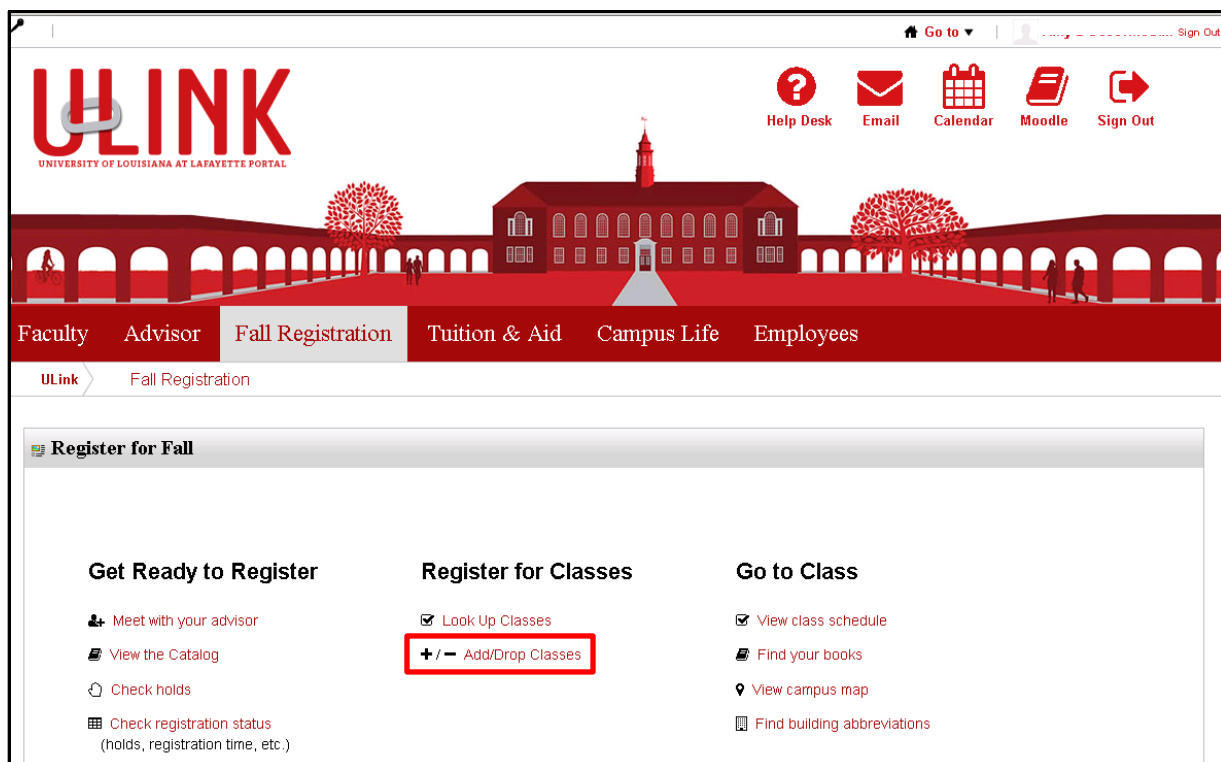 Go to
Sign Out
ULINK
UNIVERSITY OF LOUISIANA AT LAFAYETTE PORTAL
Help Desk Email Calendar Moodle Sign Out
Faculty Advisor Fall Registration Tuition & Aid Campus Life Employees
ULink Fall Registration
Register for Fall
Get Ready to Register
Meet with your advisor
View the Catalog
Check holds
Check registration status
(holds, registration time, etc.)
Register for Classes
Look Up Classes
+ / − Add/Drop Classes
Go to Class
View class schedule
Find your books
View campus map
Find building abbreviations